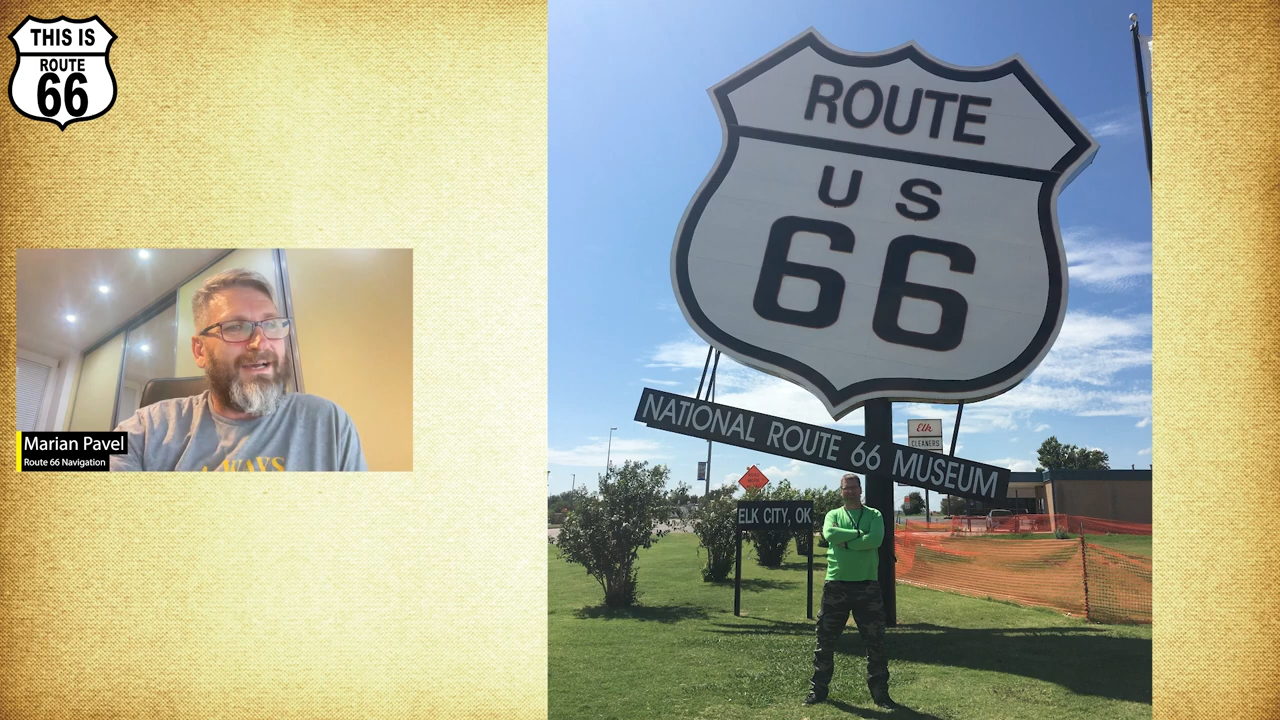 THIS IS
ROUTE
66
Marian Pavel
Route 66 Navigation
ALWAYS
ROUTE
U S
66
NATIONAL ROUTE 66 MUSEUM
Elk
CLEANERS
ELK CITY, OK